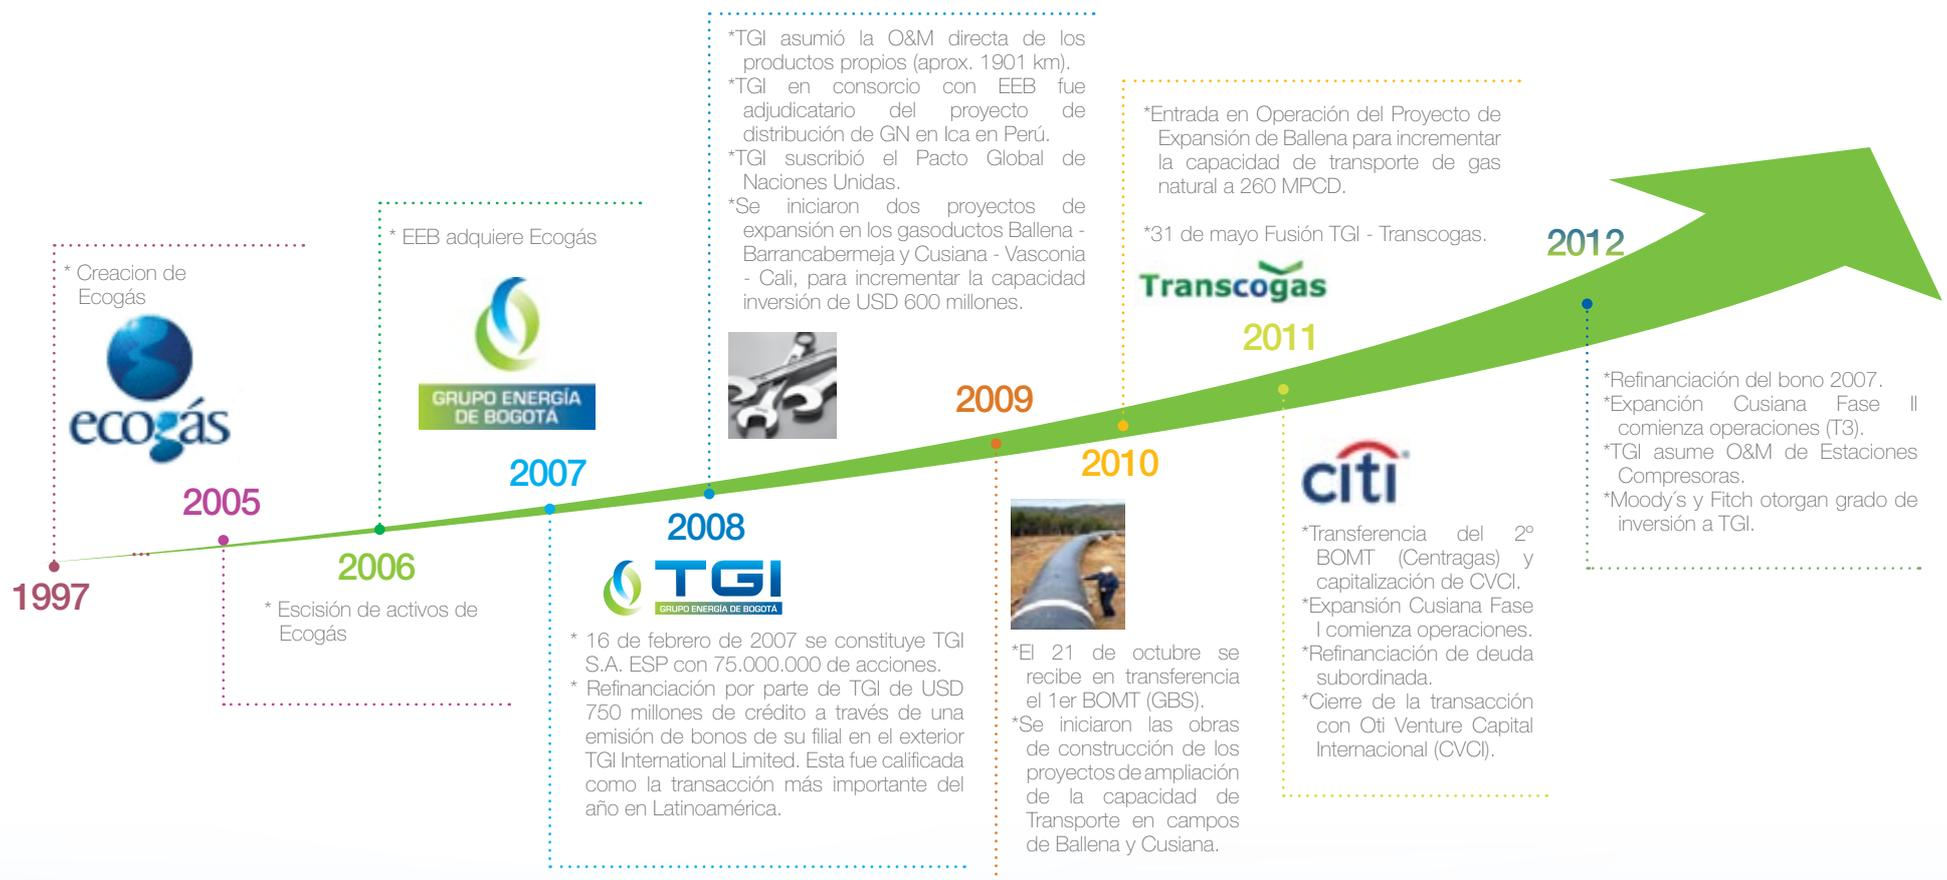 1997
* Creacion de
Ecogás
ecogás
2005
* Escisión de activos de
Ecogás
2006
* EEB adquiere Ecogás
GRUPO ENERGÍA
DE BOGOTÁ
2007
TGI
GRUPO ENERGÍA DE BOGOTÁ
* 16 de febrero de 2007 se constituye TGI
S.A. ESP con 75.000.000 de acciones.
* Refinanciación por parte de TGI de USD
750 millones de crédito a través de una
emisión de bonos de su filial en el exterior
TGI International Limited. Esta fue calificada
como la transacción más importante del
año en Latinoamérica.
2008
*TGI asumió la O&M directa de los
productos propios (aprox. 1901 km).
*TGI en consorcio con EEB fue
adjudicatario del proyecto de
distribución de GN en Ica en Perú.
*TGI suscribió el Pacto Global de
Naciones Unidas.
*Se iniciaron dos proyectos de
expansión en los gasoductos Ballena -
Barrancabermeja y Cusiana - Vasconia
- Cali, para incrementar la capacidad
inversión de USD 600 millones.
2009
*El 21 de octubre se
recibe en transferencia
el 1er BOMT (GBS).
*Se iniciaron las obras
de construcción de los
proyectos de ampliación
de la capacidad de
Transporte en campos
de Ballena y Cusiana.
2010
*Entrada en Operación del Proyecto de
Expansión de Ballena para incrementar
la capacidad de transporte de gas
natural a 260 MPCD.
*31 de mayo Fusión TGI - Transcogas.
Transcogas
2011
citi
*Transferencia del 2º
BOMT (Centragas) y
capitalización de CVCI.
*Expansión Cusiana Fase
I comienza operaciones.
*Refinanciación de deuda
subordinada.
*Cierre de la transacción
con Oti Venture Capital
Internacional (CVCI).
2012
*Refinanciación del bono 2007.
*Expanción Cusiana Fase II
comienza operaciones (T3).
*TGI asume O&M de Estaciones
Compresoras.
*Moody´s y Fitch otorgan grado de
inversión a TGI.